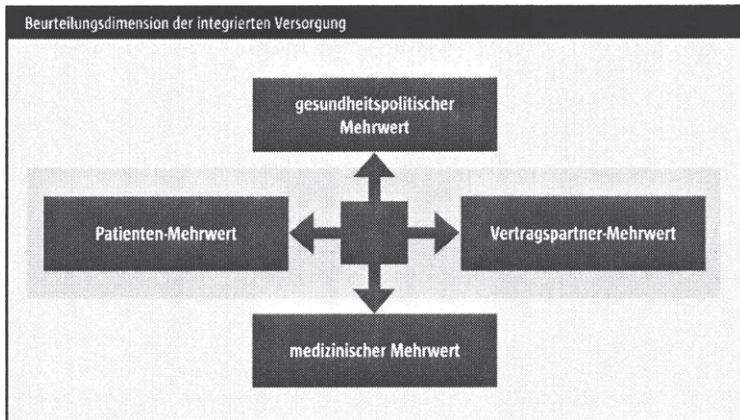 Beurteilungsdimension der integrierten Versorgung
gesundheitspolitischer
Mehrwert
Patienten-Mehrwert
Vertragspartner-Mehrwert
medizinischer Mehrwert